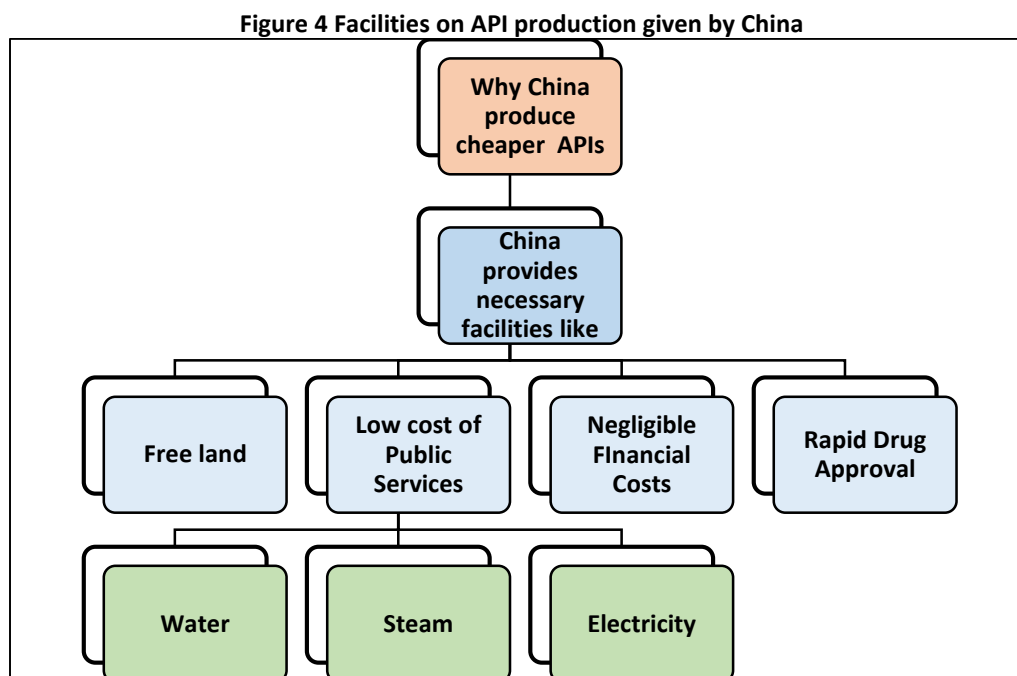 Figure 4 Facilities on API production given by China
Why China
produce
cheaper APIs
China
provides
necessary
facilities like
Free land
Low cost of
Public
Services
Negligible
FInancial
Costs
Rapid Drug
Approval
Water
Steam
Electricity